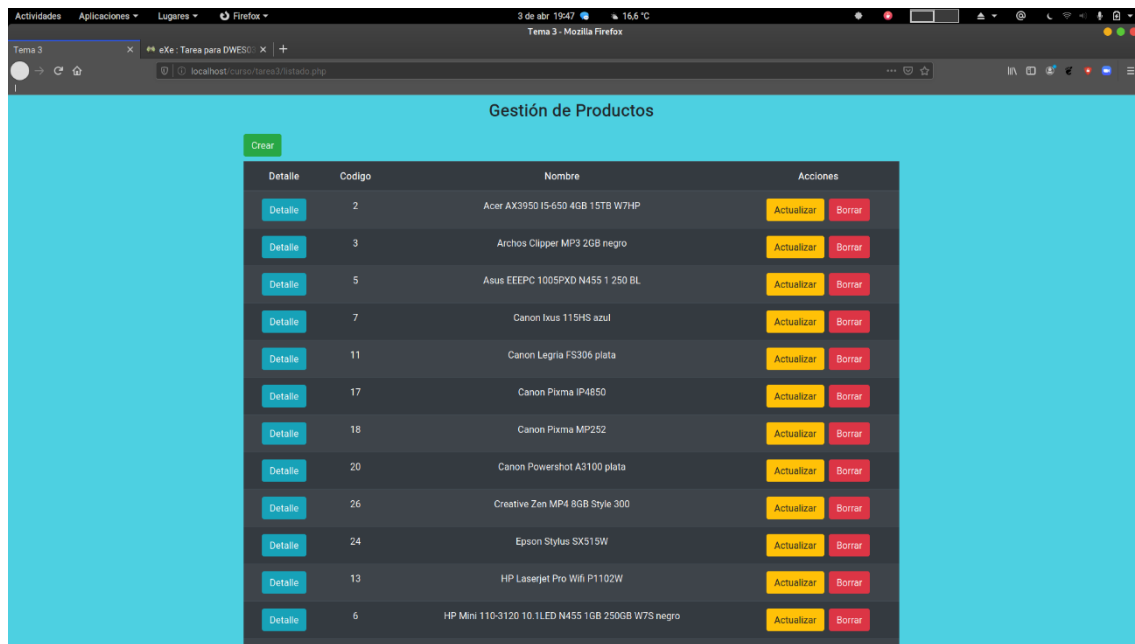 Actividades Aplicaciones Lugares Firefox 3 de abr 19:47 16,6 °C
Tema 3 - Mozilla Firefox
Tema 3 eXe : Tarea para DWES03
localhost/curso/tarea3/listado.php
Gestión de Productos
Crear
Detalle Codigo Nombre Acciones
Detalle 2 Acer AX3950 I5-650 4GB 15TB W7HP Actualizar Borrar
Detalle 3 Archos Clipper MP3 2GB negro Actualizar Borrar
Detalle 5 Asus EEEPC 1005PXD N455 1 250 BL Actualizar Borrar
Detalle 7 Canon Ixus 115HS azul Actualizar Borrar
Detalle 11 Canon Legria FS306 plata Actualizar Borrar
Detalle 17 Canon Pixma IP4850 Actualizar Borrar
Detalle 18 Canon Pixma MP252 Actualizar Borrar
Detalle 20 Canon Powershot A3100 plata Actualizar Borrar
Detalle 26 Creative Zen MP4 8GB Style 300 Actualizar Borrar
Detalle 24 Epson Stylus SX515W Actualizar Borrar
Detalle 13 HP Laserjet Pro Wifi P1102W Actualizar Borrar
Detalle 6 HP Mini 110-3120 10.1LED N455 1GB 250GB W7S negro Actualizar Borrar